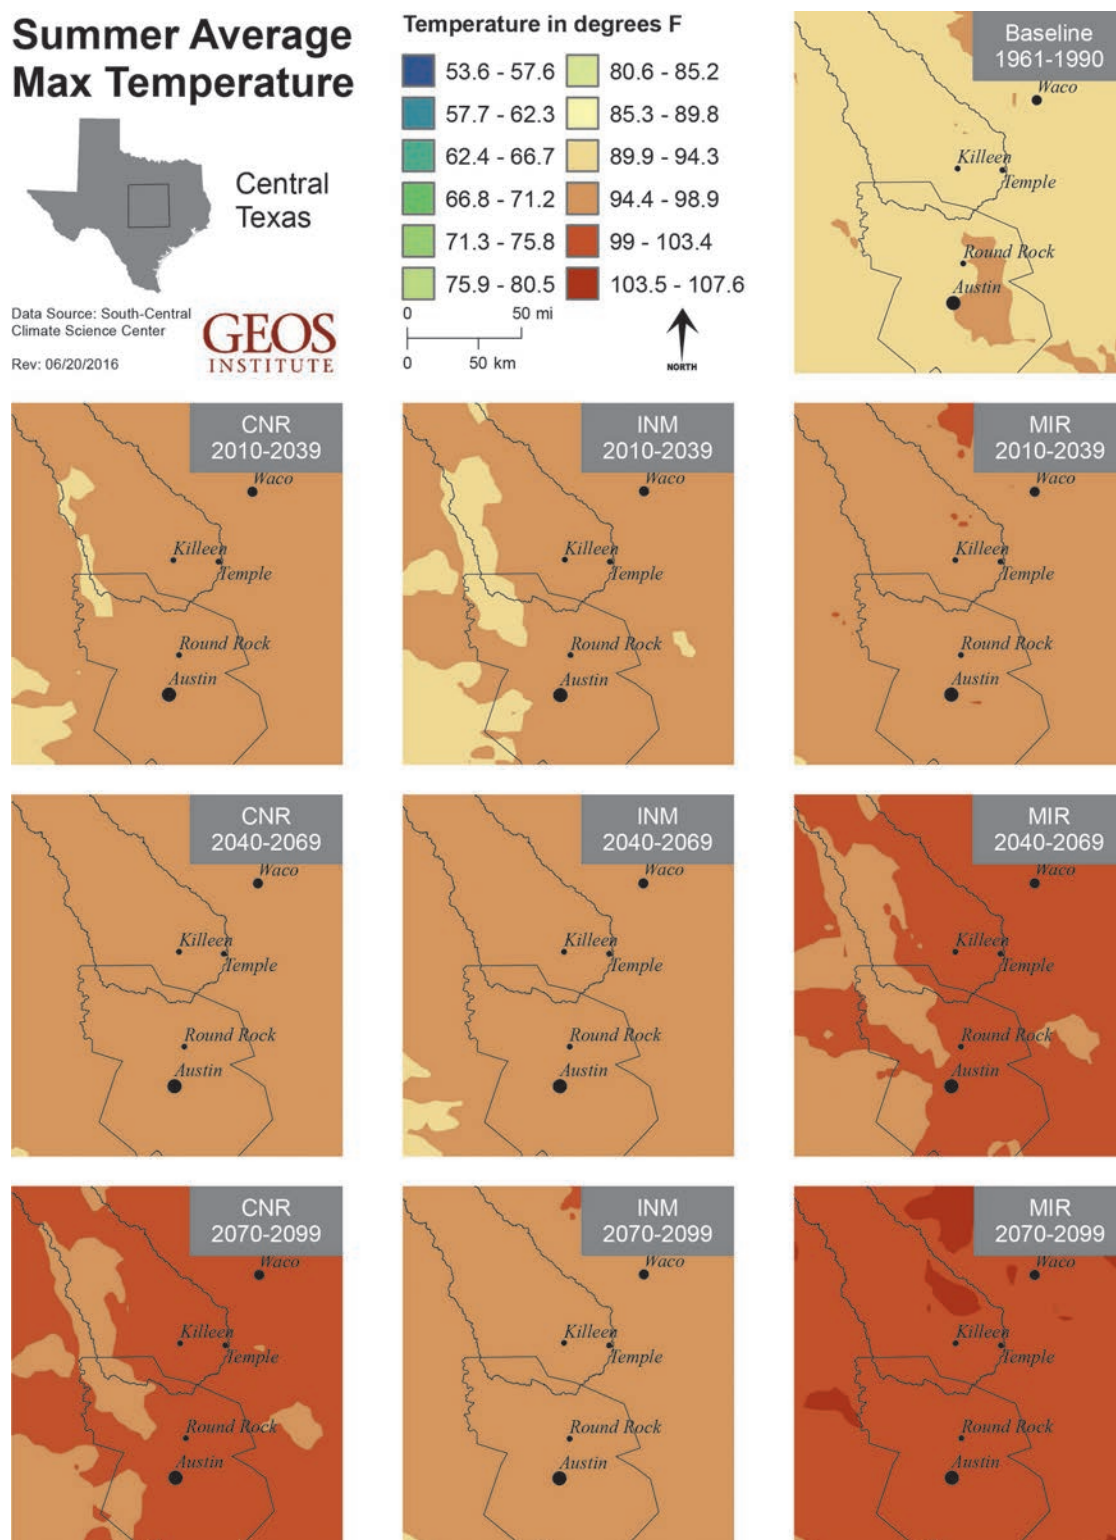 Summer Average
Max Temperature
Central
Texas
Data Source: South-Central
Climate Science Center
Rev: 06/20/2016
GEOS
INSTITUTE
Temperature in degrees F
53.6 - 57.6
57.7 - 62.3
62.4 - 66.7
66.8 - 71.2
71.3 - 75.8
75.9 - 80.5
80.6 - 85.2
85.3 - 89.8
89.9 - 94.3
94.4 - 98.9
99 - 103.4
103.5 - 107.6
0 50 mi
0 50 km
NORTH
Baseline
1961-1990
Waco
Killeen
Temple
Round Rock
Austin
CNR
2010-2039
Waco
Killeen
Temple
Round Rock
Austin
INM
2010-2039
Waco
Killeen
Temple
Round Rock
Austin
MIR
2010-2039
Waco
Killeen
Temple
Round Rock
Austin
CNR
2040-2069
Waco
Killeen
Temple
Round Rock
Austin
INM
2040-2069
Waco
Killeen
Temple
Round Rock
Austin
MIR
2040-2069
Waco
Killeen
Temple
Round Rock
Austin
CNR
2070-2099
Waco
Killeen
Temple
Round Rock
Austin
INM
2070-2099
Waco
Killeen
Temple
Round Rock
Austin
MIR
2070-2099
Waco
Killeen
Temple
Round Rock
Austin